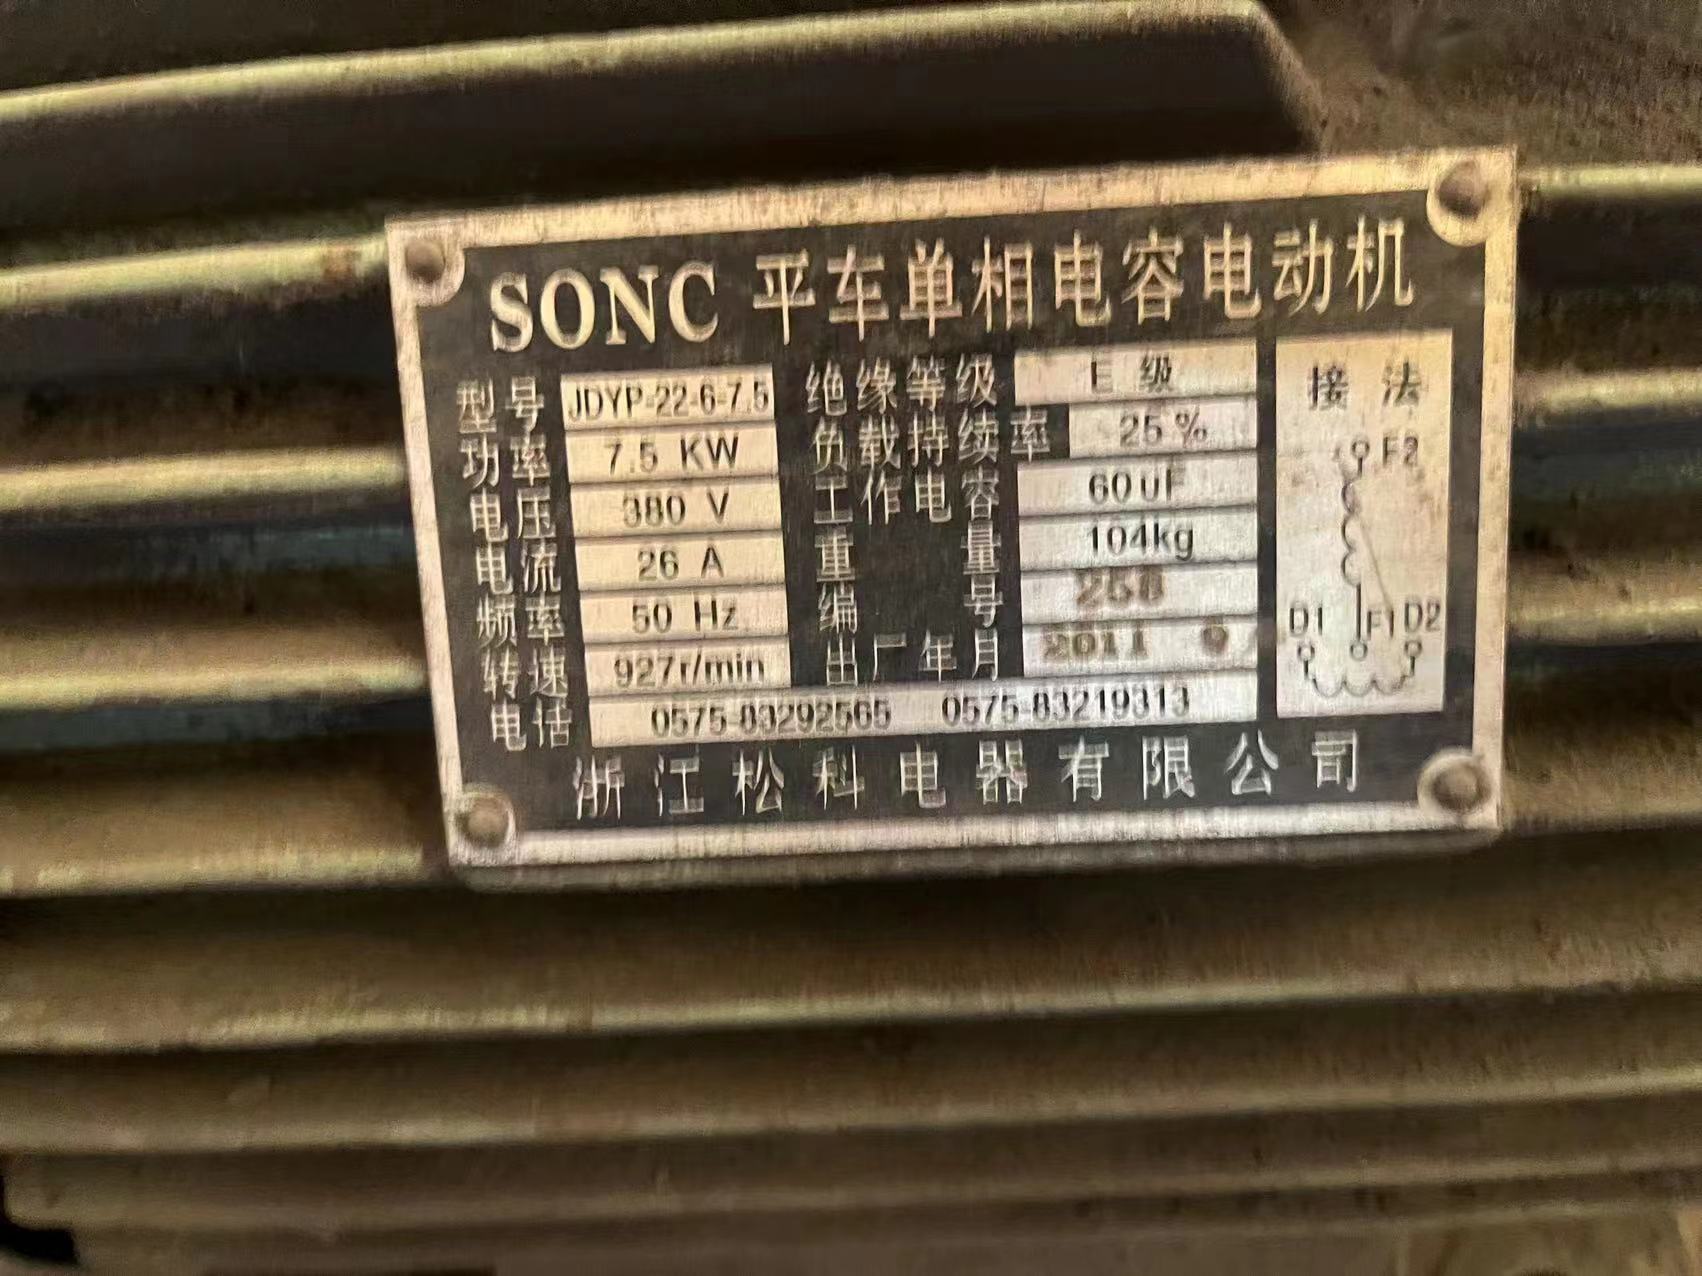 SONC 平车单相电容电动机
型号 JDYP-22-6-7.5 绝缘等级 E 级
功率 7.5 KW 负载持续率 25%
电压 380 V 工作电容 60uF
电流 26 A 重量 104kg
频率 50 Hz 编号 258
转速 927r/min 出厂年月 2011 9
电话 0575-83292565 0575-83219313
浙江松科电器有限公司
接法
F2
D1 F1 D2